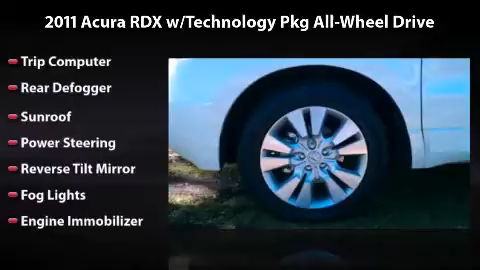 2011 Acura RDX w/Technology Pkg All-Wheel Drive
Trip Computer
Rear Defogger
Sunroof
Power Steering
Reverse Tilt Mirror
Fog Lights
Engine Immobilizer